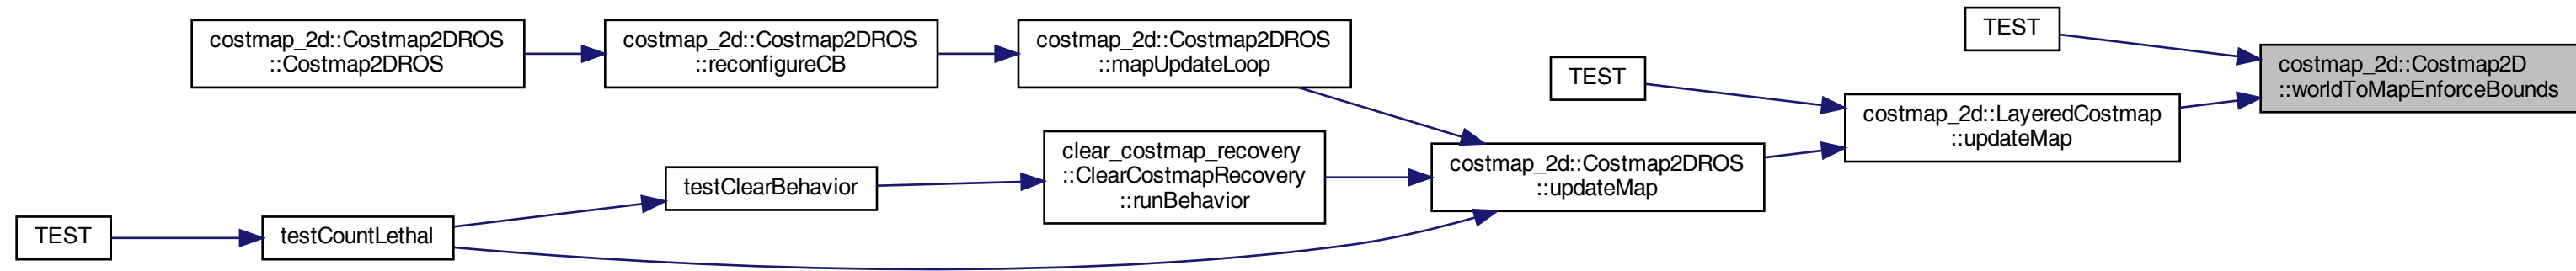 costmap_2d::Costmap2DROS
::Costmap2DROS
costmap_2d::Costmap2DROS
::reconfigureCB
costmap_2d::Costmap2DROS
::mapUpdateLoop
TEST
TEST
costmap_2d::Costmap2D
::worldToMapEnforceBounds
costmap_2d::LayeredCostmap
::updateMap
clear_costmap_recovery
::ClearCostmapRecovery
::runBehavior
costmap_2d::Costmap2DROS
::updateMap
testClearBehavior
TEST
testCountLethal